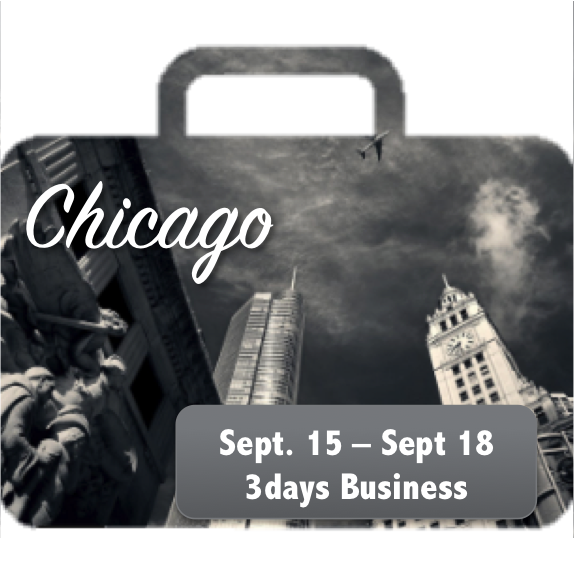 Chicago
Sept. 15 – Sept 18
3days Business